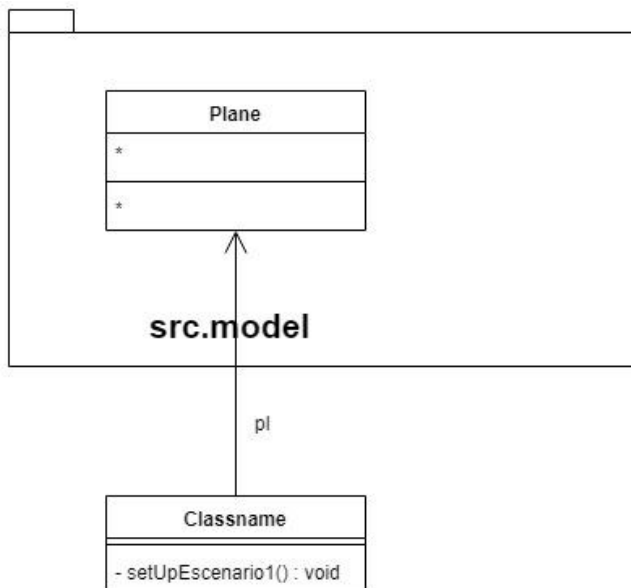 Plane
*
*
src.model
pl
Classname
- setUpEscenario1() : void